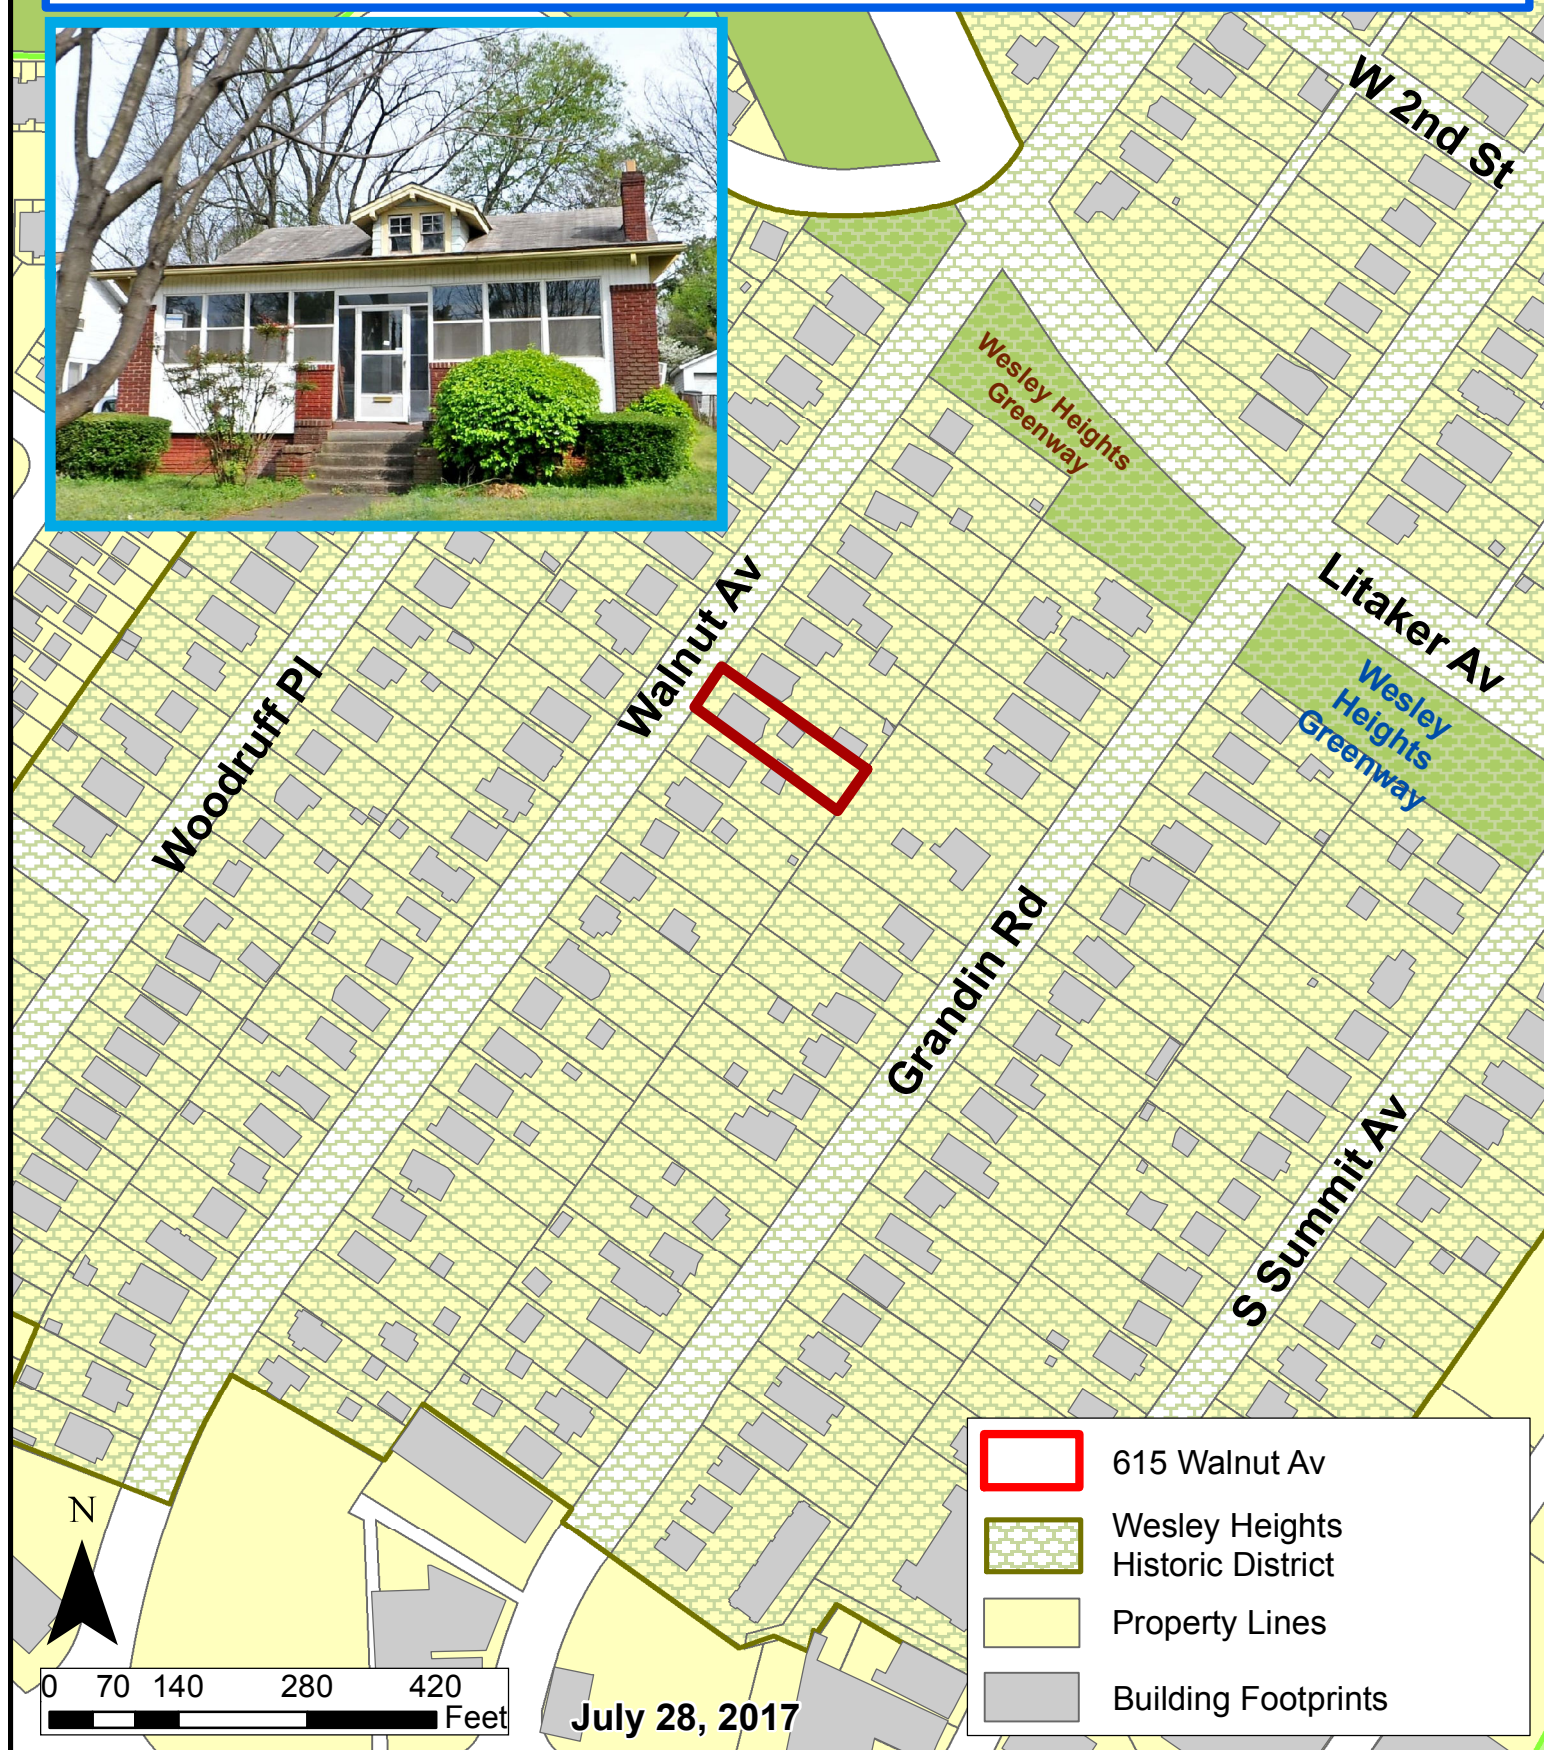 W 2nd St
Wesley Heights
Greenway
Litaker Av
Wesley
Heights
Greenway
Walnut Av
Woodruff Pl
Grandin Rd
S Summit Av
615 Walnut Av
Wesley Heights
Historic District
Property Lines
Building Footprints
N
0 70 140 280 420
Feet
July 28, 2017